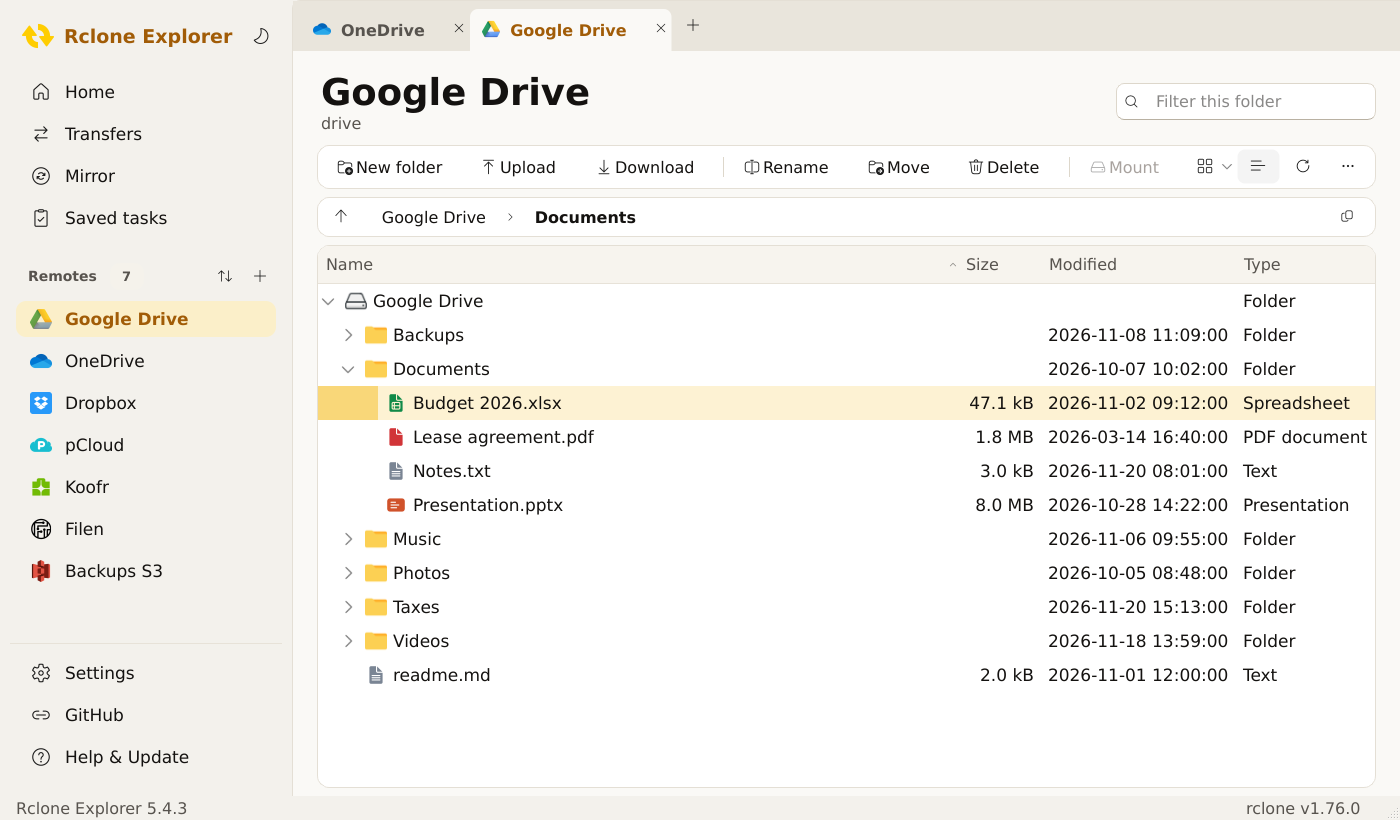 Rclone Explorer
Home
Transfers
Mirror
Saved tasks
Remotes 7
Google Drive
OneDrive
Dropbox
pCloud
Koofr
Filen
Backups S3
Settings
GitHub
Help & Update
Rclone Explorer 5.4.3
OneDrive
Google Drive
Google Drive
drive
Filter this folder
New folder Upload Download Rename Move Delete Mount
Google Drive Documents
Name Size Modified Type
Google Drive Folder
Backups 2026-11-08 11:09:00 Folder
Documents 2026-10-07 10:02:00 Folder
Budget 2026.xlsx 47.1 kB 2026-11-02 09:12:00 Spreadsheet
Lease agreement.pdf 1.8 MB 2026-03-14 16:40:00 PDF document
Notes.txt 3.0 kB 2026-11-20 08:01:00 Text
Presentation.pptx 8.0 MB 2026-10-28 14:22:00 Presentation
Music 2026-11-06 09:55:00 Folder
Photos 2026-10-05 08:48:00 Folder
Taxes 2026-11-20 15:13:00 Folder
Videos 2026-11-18 13:59:00 Folder
readme.md 2.0 kB 2026-11-01 12:00:00 Text
rclone v1.76.0